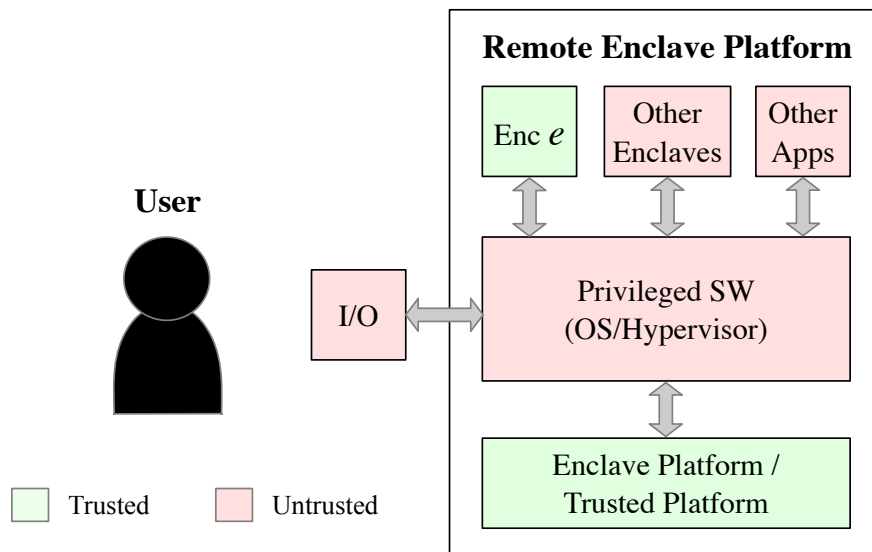 Remote Enclave Platform
Enc e
Other
Enclaves
Other
Apps
User
I/O
Privileged SW
(OS/Hypervisor)
Enclave Platform /
Trusted Platform
Trusted
Untrusted